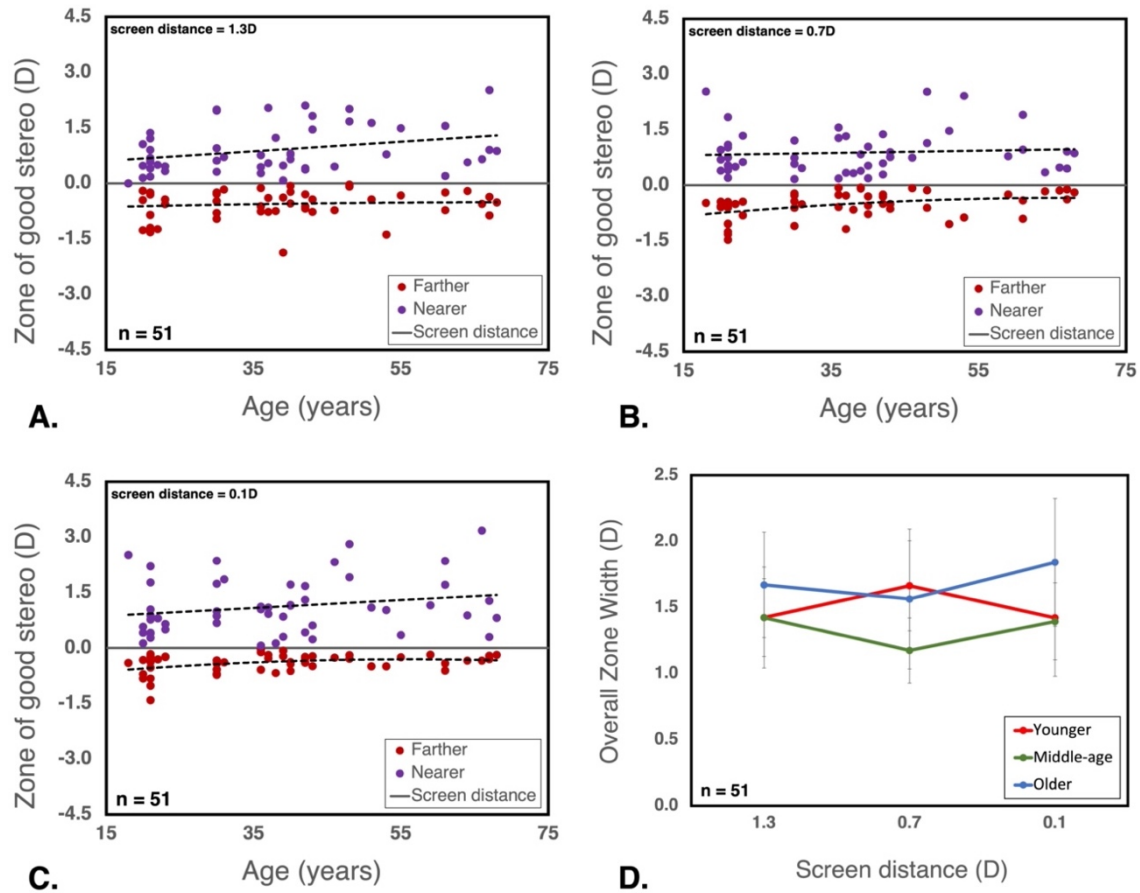 screen distance = 1.3D
4.5
3.0
1.5
0.0
-1.5
-3.0
-4.5
Zone of good stereo (D)
Farther
Nearer
Screen distance
n = 51
15
35
55
75
Age (years)
A.
screen distance = 0.7D
4.5
3.0
1.5
0.0
-1.5
-3.0
-4.5
Zone of good stereo (D)
Farther
Nearer
Screen distance
n = 51
15
35
55
75
Age (years)
B.
screen distance = 0.1D
4.5
3.0
1.5
0.0
-1.5
-3.0
-4.5
Zone of good stereo (D)
Farther
Nearer
Screen distance
n = 51
15
35
55
75
Age (years)
C.
2.5
2.0
1.5
1.0
0.5
0.0
Overall Zone Width (D)
Younger
Middle-age
Older
n = 51
1.3
0.7
0.1
Screen distance (D)
D.